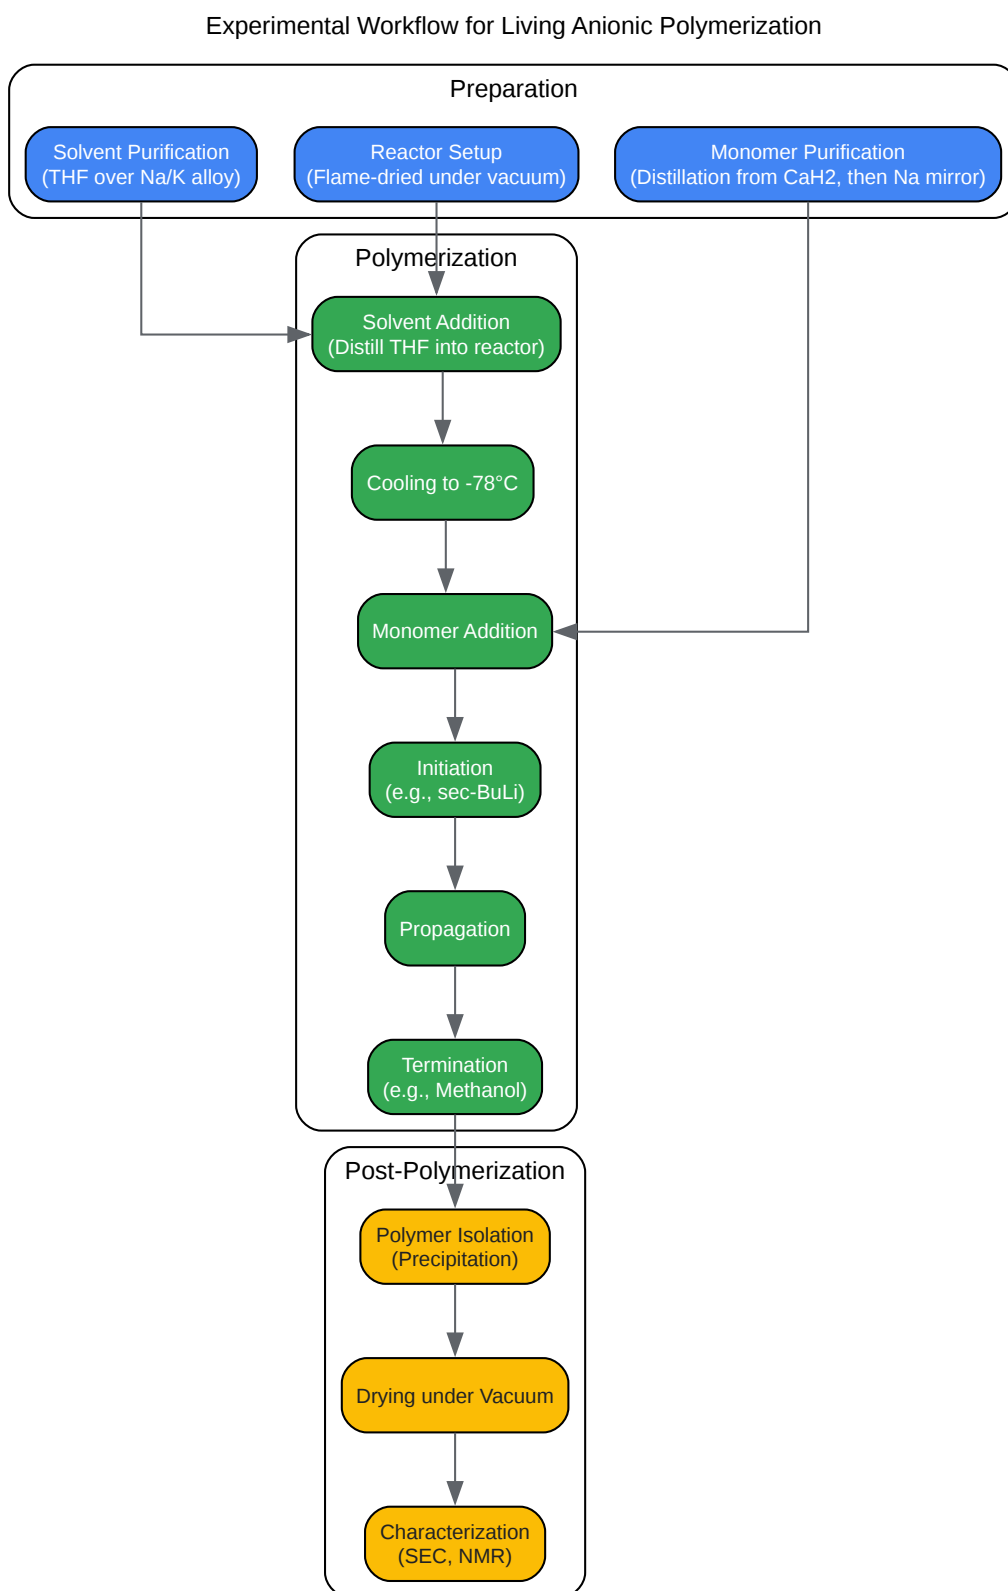 Experimental Workflow for Living Anionic Polymerization
Preparation
Solvent Purification
(THF over Na/K alloy)
Reactor Setup
(Flame-dried under vacuum)
Monomer Purification
(Distillation from CaH2, then Na mirror)
Polymerization
Solvent Addition
(Distill THF into reactor)
Cooling to -78°C
Monomer Addition
Initiation
(e.g., sec-BuLi)
Propagation
Termination
(e.g., Methanol)
Post-Polymerization
Polymer Isolation
(Precipitation)
Drying under Vacuum
Characterization
(SEC, NMR)